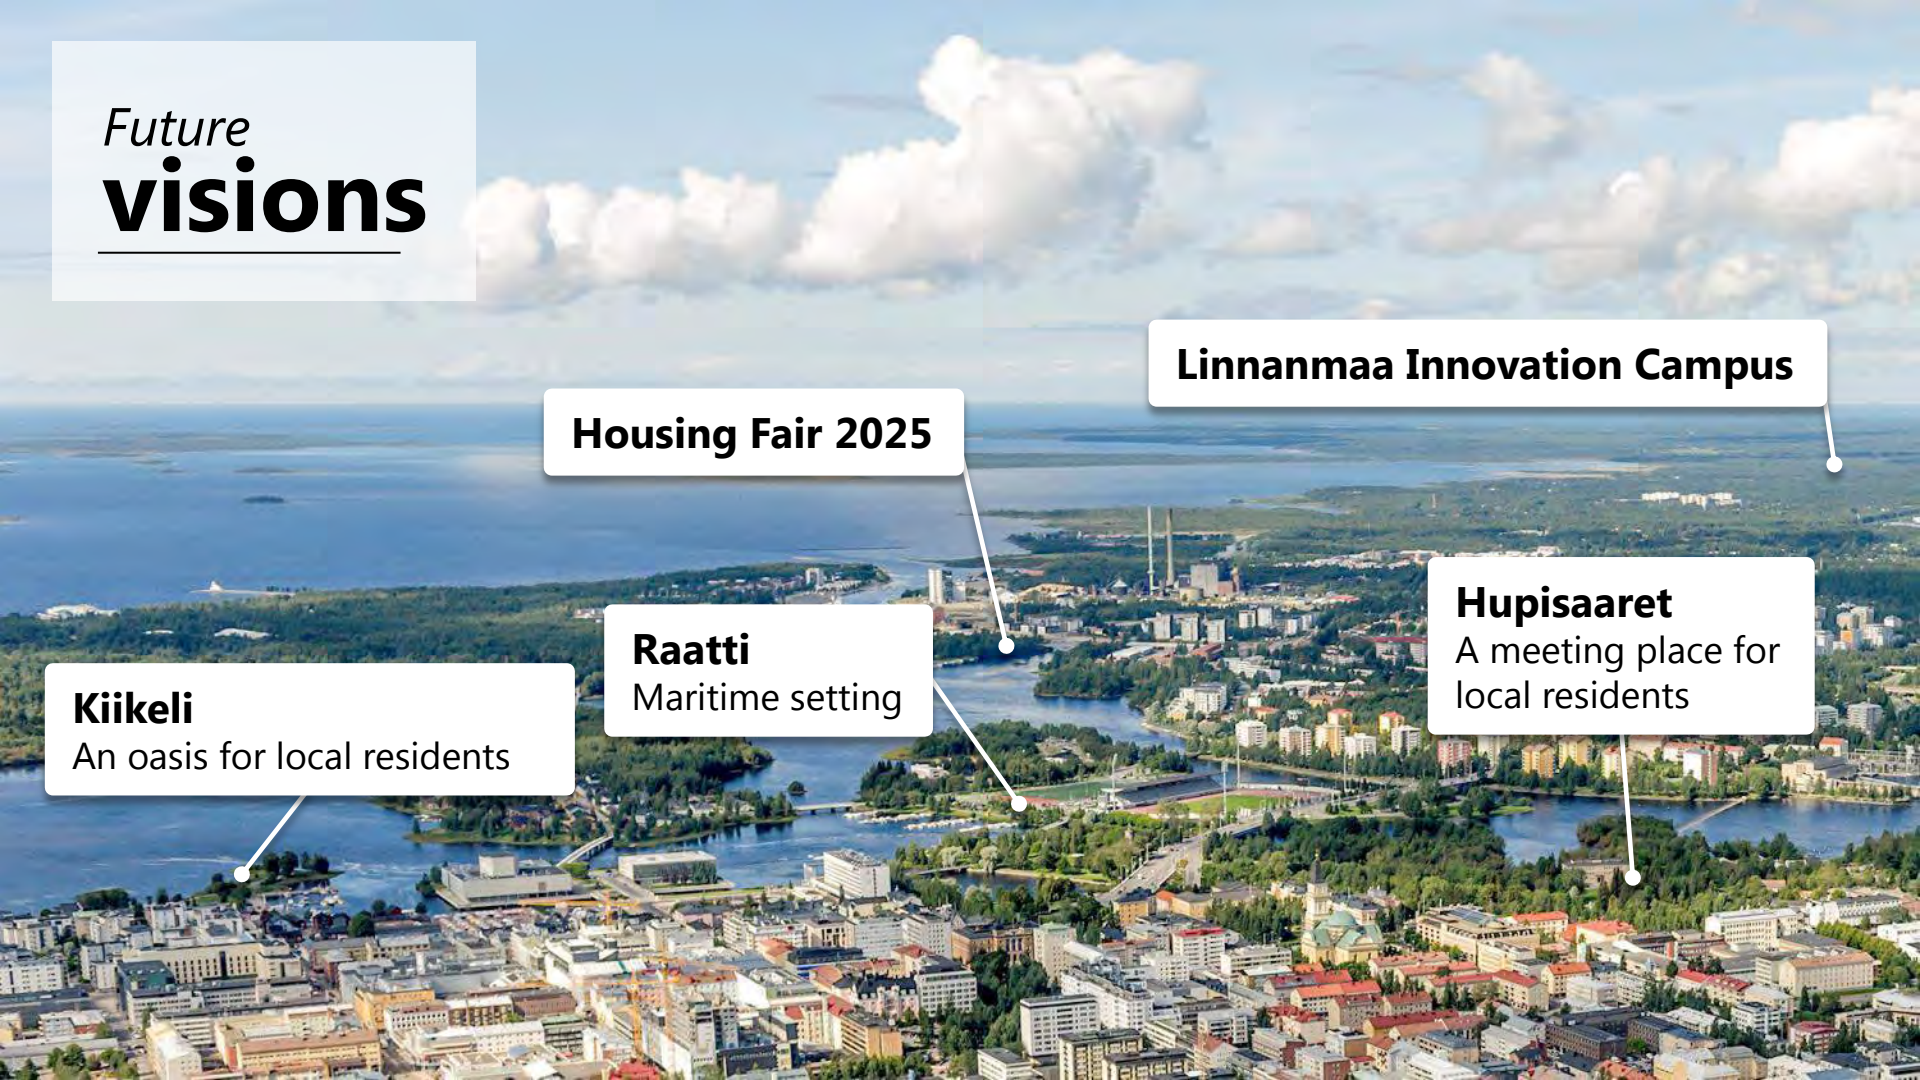 Future
visions
Linnanmaa Innovation Campus
Housing Fair 2025
Hupisaaret
A meeting place for
local residents
Raatti
Maritime setting
Kiikeli
An oasis for local residents